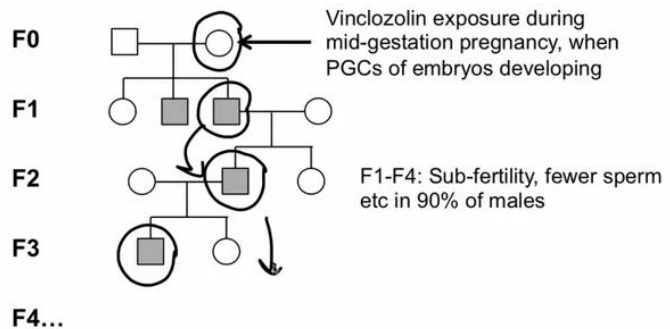 F0
Vinclozolin exposure during
mid-gestation pregnancy, when
PGCs of embryos developing
F1
F2
F1-F4: Sub-fertility, fewer sperm
etc in 90% of males
F3
F4...